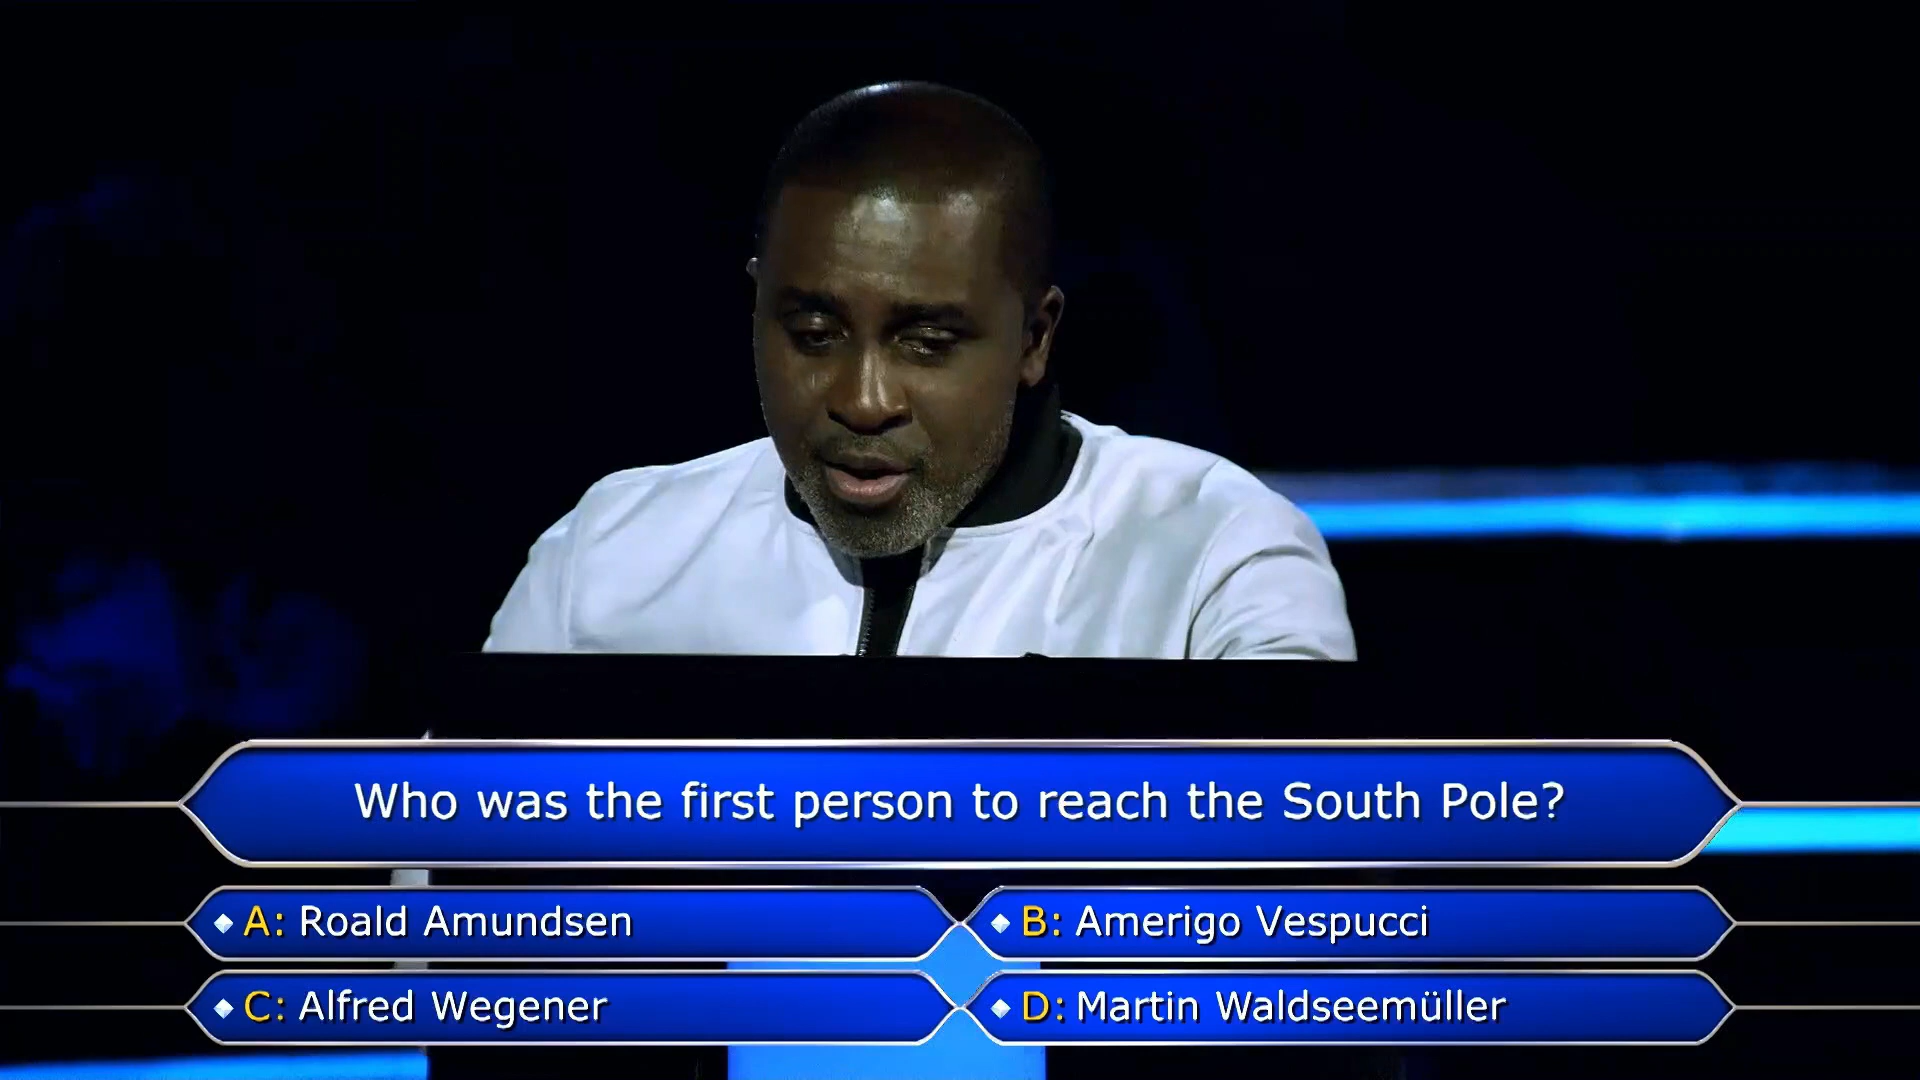 Who was the first person to reach the South Pole?
A: Roald Amundsen
B: Amerigo Vespucci
C: Alfred Wegener
D: Martin Waldseemüller